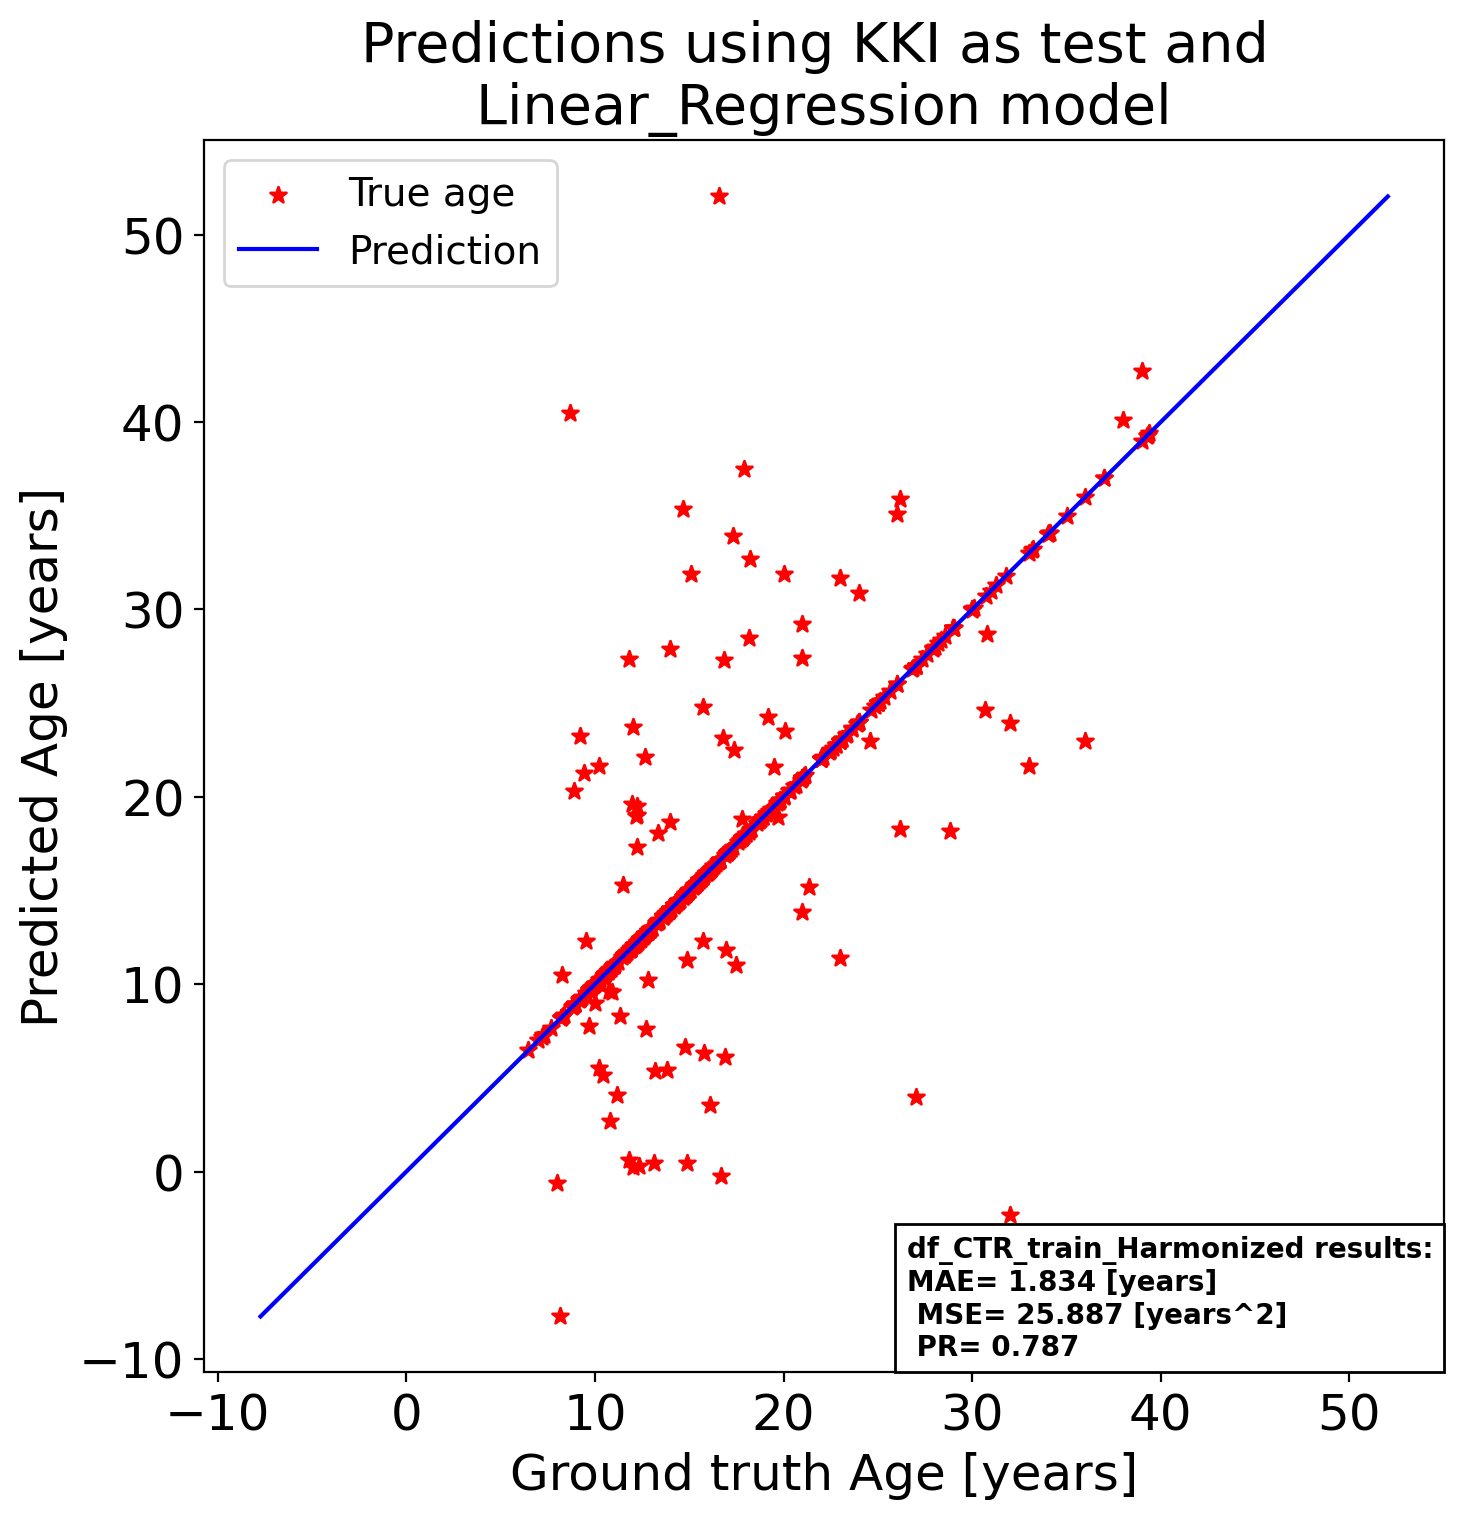 Predictions using KKI as test and
Linear_Regression model
True age
Prediction
50
40
30
20
10
0
−10
Predicted Age [years]
df_CTR_train_Harmonized results:
MAE= 1.834 [years]
MSE= 25.887 [years^2]
PR= 0.787
−10 0 10 20 30 40 50
Ground truth Age [years]